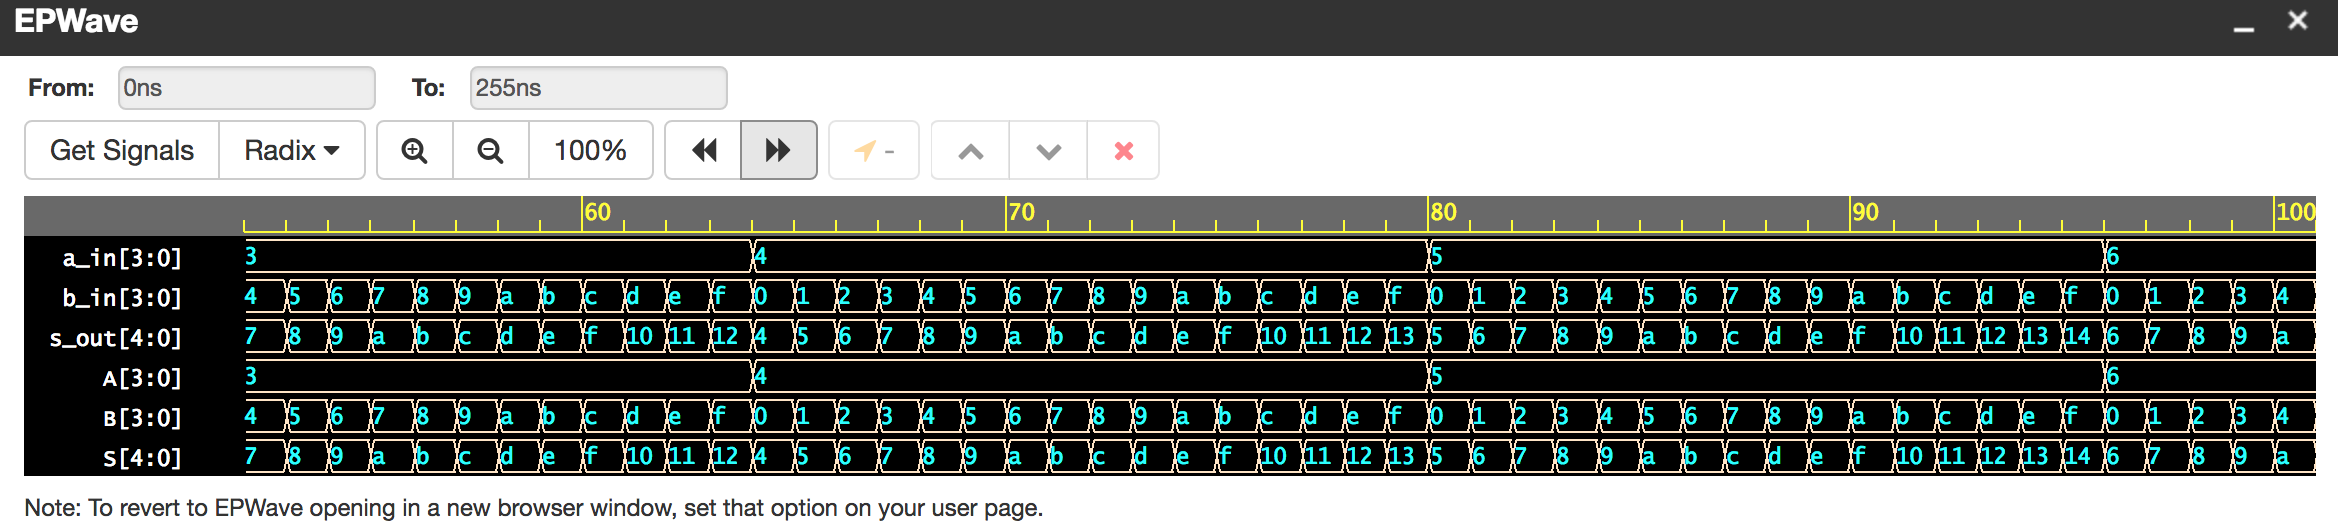 EPWave
From: 0ns To: 255ns
Get Signals Radix 100% -
60 70 80 90 100
a_in[3:0] 3 4 5 6
b_in[3:0] 4 5 6 7 8 9 a b c d e f 0 1 2 3 4 5 6 7 8 9 a b c d e f 0 1 2 3 4 5 6 7 8 9 a b c d e f 0 1 2 3 4
s_out[4:0] 7 8 9 a b c d e f 10 11 12 4 5 6 7 8 9 a b c d e f 10 11 12 13 5 6 7 8 9 a b c d e f 10 11 12 13 14 6 7 8 9 a
A[3:0] 3 4 5 6
B[3:0] 4 5 6 7 8 9 a b c d e f 0 1 2 3 4 5 6 7 8 9 a b c d e f 0 1 2 3 4 5 6 7 8 9 a b c d e f 0 1 2 3 4
S[4:0] 7 8 9 a b c d e f 10 11 12 4 5 6 7 8 9 a b c d e f 10 11 12 13 5 6 7 8 9 a b c d e f 10 11 12 13 14 6 7 8 9 a
Note: To revert to EPWave opening in a new browser window, set that option on your user page.